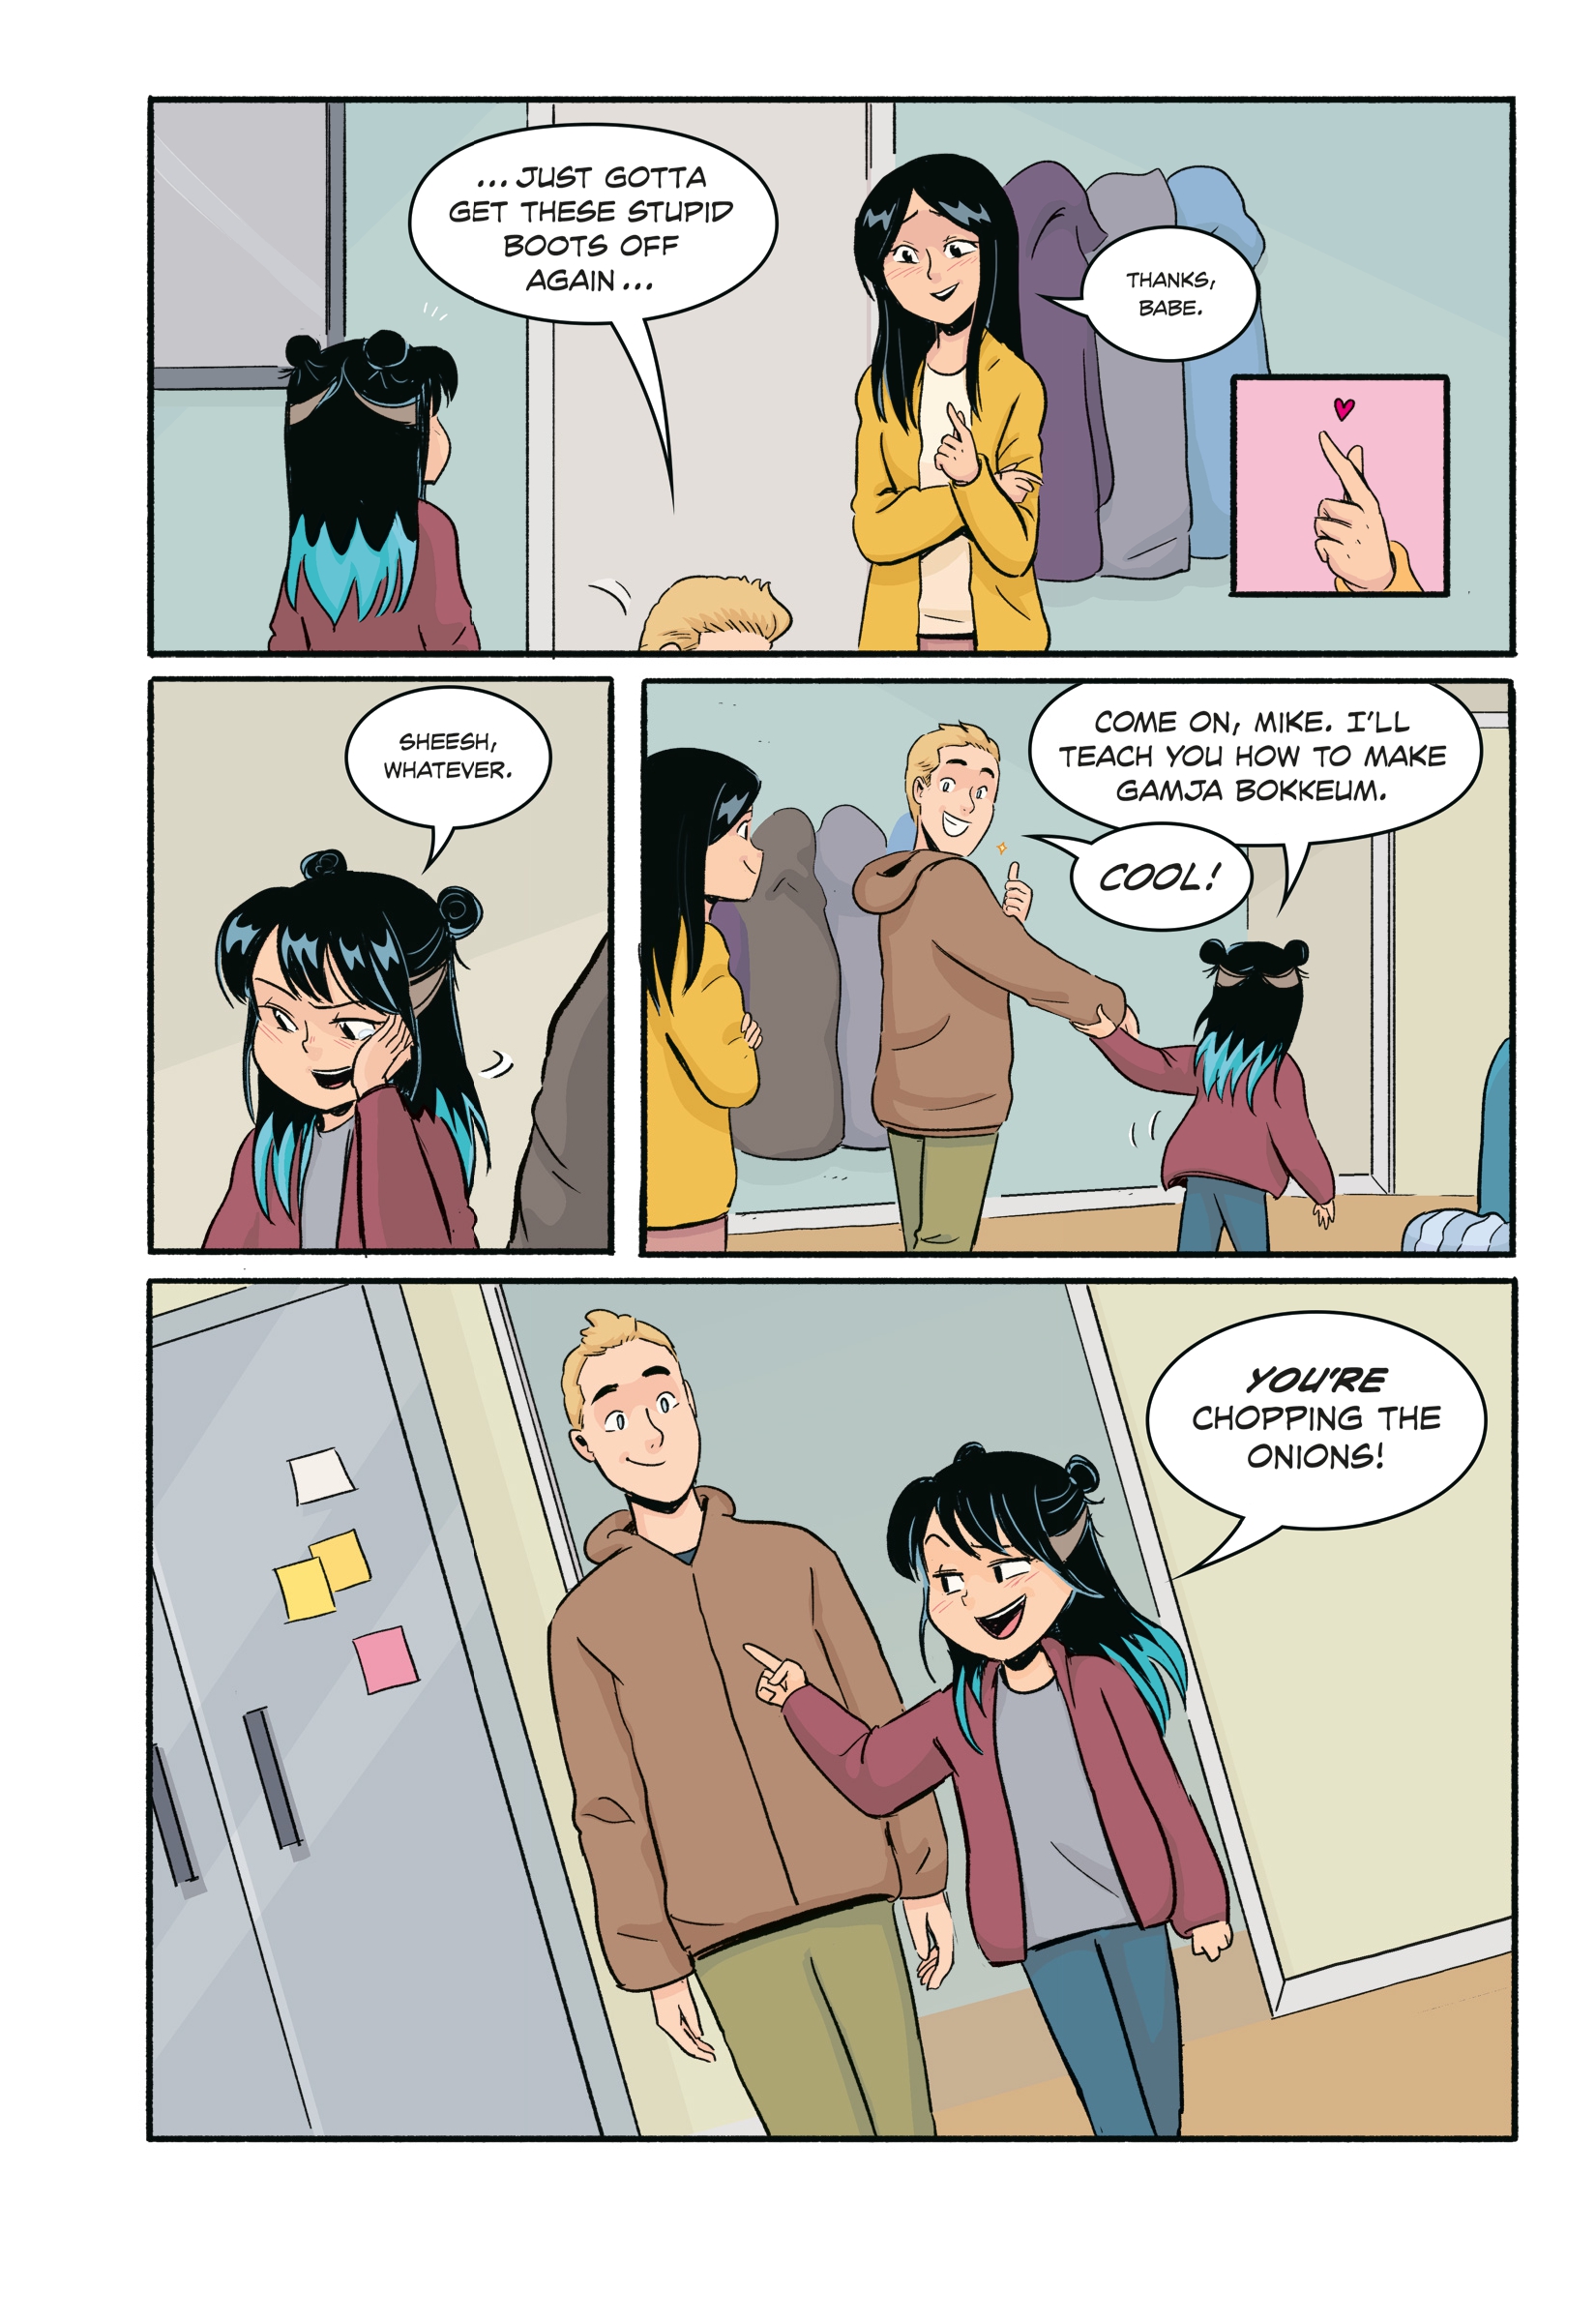 ... JUST GOTTA
GET THESE STUPID
BOOTS OFF
AGAIN ...
THANKS,
BABE.
SHEESH,
WHATEVER.
COME ON, MIKE. I'LL
TEACH YOU HOW TO MAKE
GAMJA BOKKEUM.
COOL!
YOU'RE
CHOPPING THE
ONIONS!